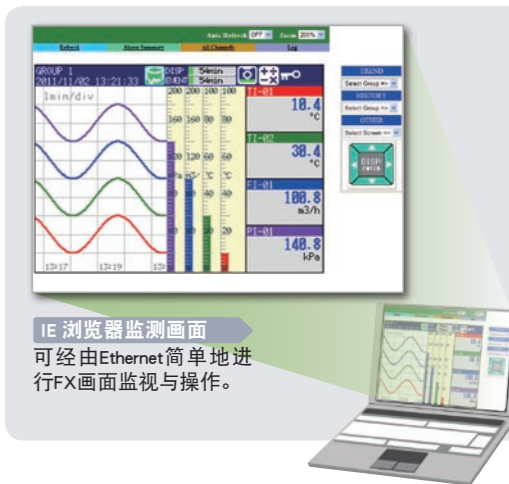 Auto Refresh OFF Zoom 200%
Refresh Alarm Summary All Channels Log
GROUP 1
2011/11/02 13:21:33
DISP 54min
EVENT 54min
1min/div
200 200 100 100
160 160 80 80
120 60 60
kPa m3/h ℃ ℃
13:17 13:19 13:
TI-01
10.4
℃
TI-02
30.4
℃
FI-01
100.8
m3/h
PI-01
140.8
kPa
TREND
Select Group =>
HISTORY
Select Group =>
OTHER
Select Screen =>
DISP
ENTER
IE 浏览器监测画面
可经由Ethernet简单地进
行FX画面监视与操作。